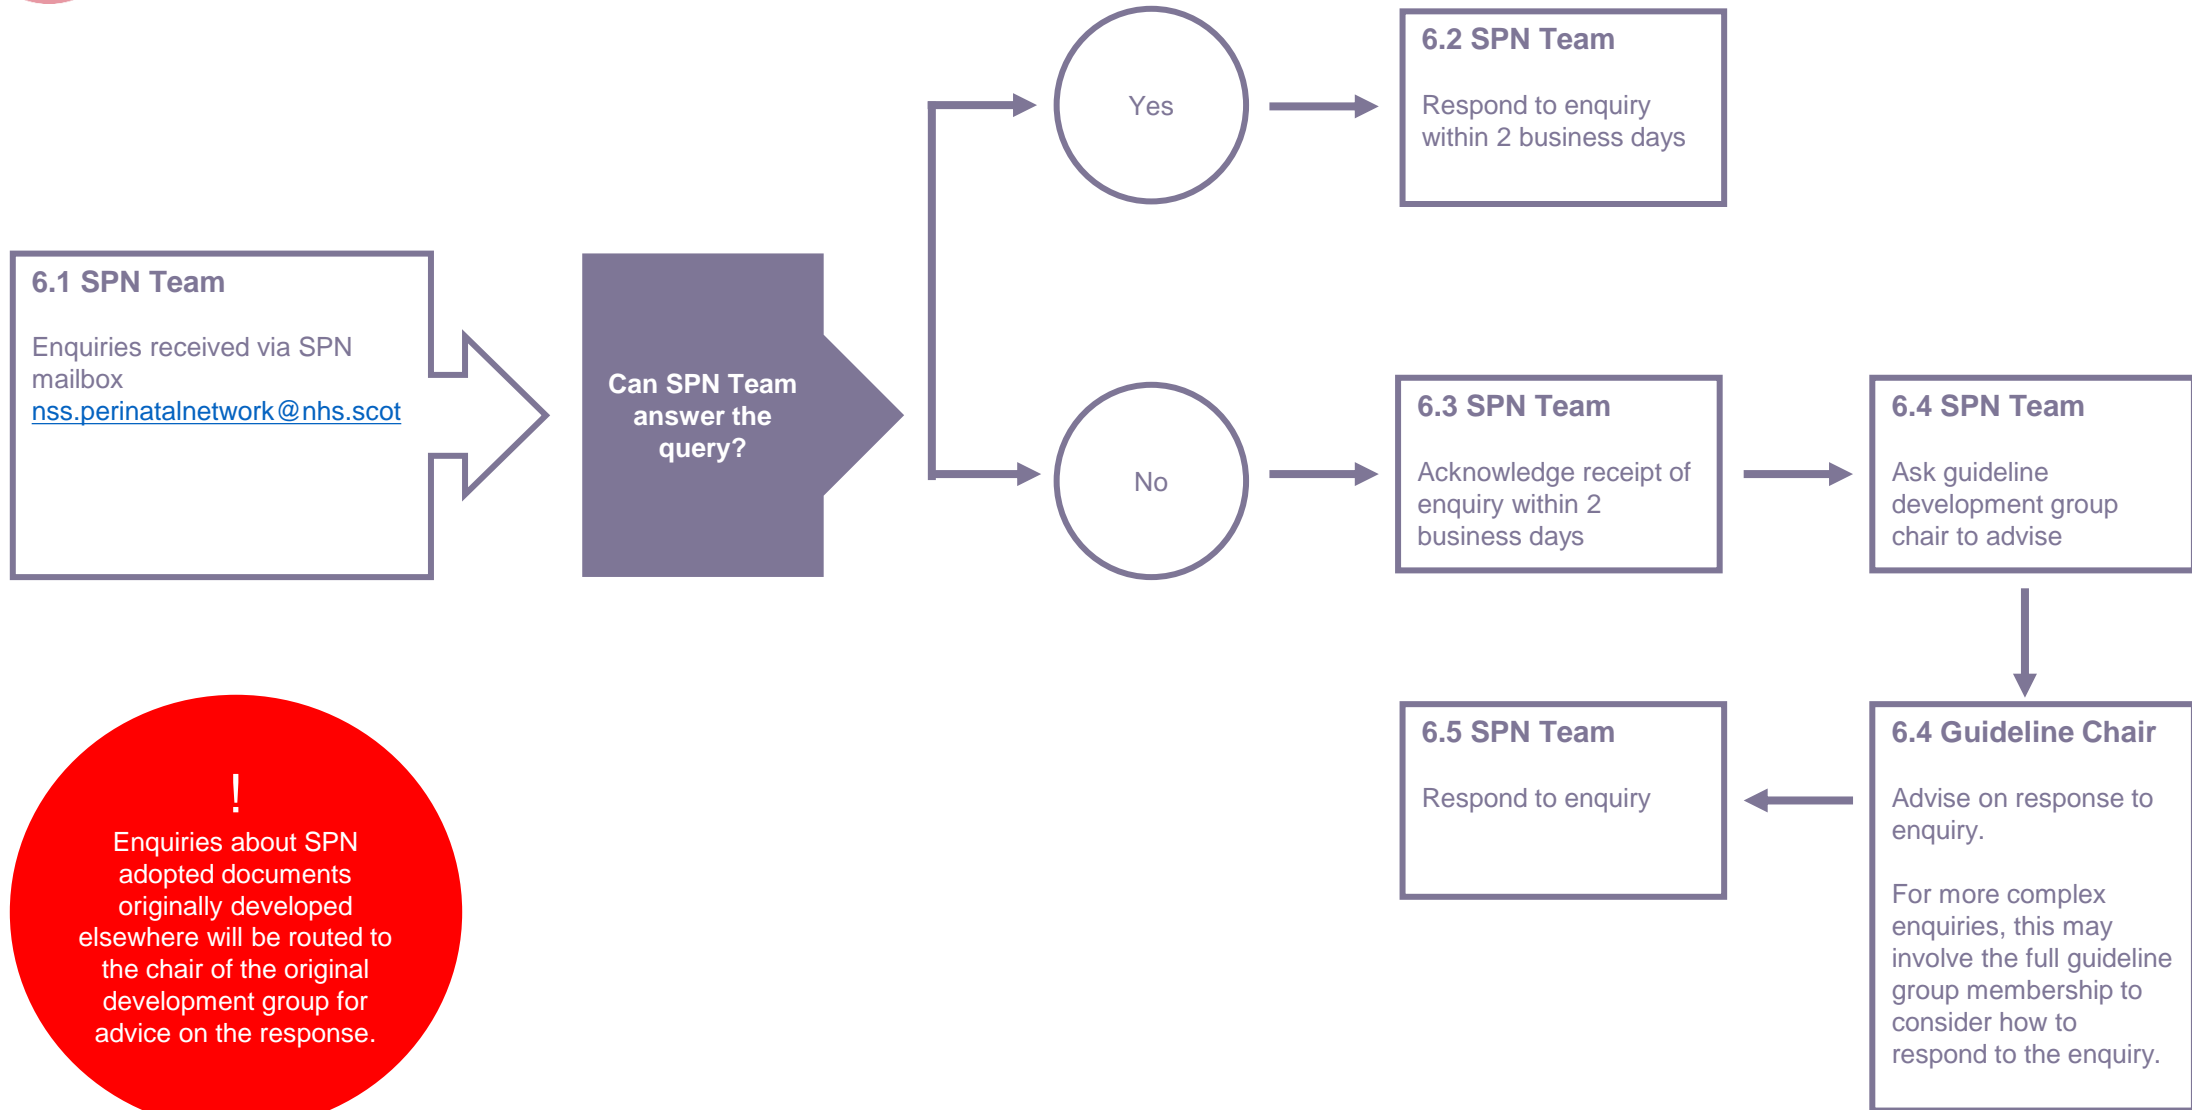 6.1 SPN Team
Enquiries received via SPN
mailbox
nss.perinatalnetwork@nhs.scot
Can SPN Team
answer the
query?
Yes
6.2 SPN Team
Respond to enquiry
within 2 business days
No
6.3 SPN Team
Acknowledge receipt of
enquiry within 2
business days
6.4 SPN Team
Ask guideline
development group
chair to advise
6.4 Guideline Chair
Advise on response to
enquiry.
For more complex
enquiries, this may
involve the full guideline
group membership to
consider how to
respond to the enquiry.
6.5 SPN Team
Respond to enquiry
!
Enquiries about SPN
adopted documents
originally developed
elsewhere will be routed to
the chair of the original
development group for
advice on the response.